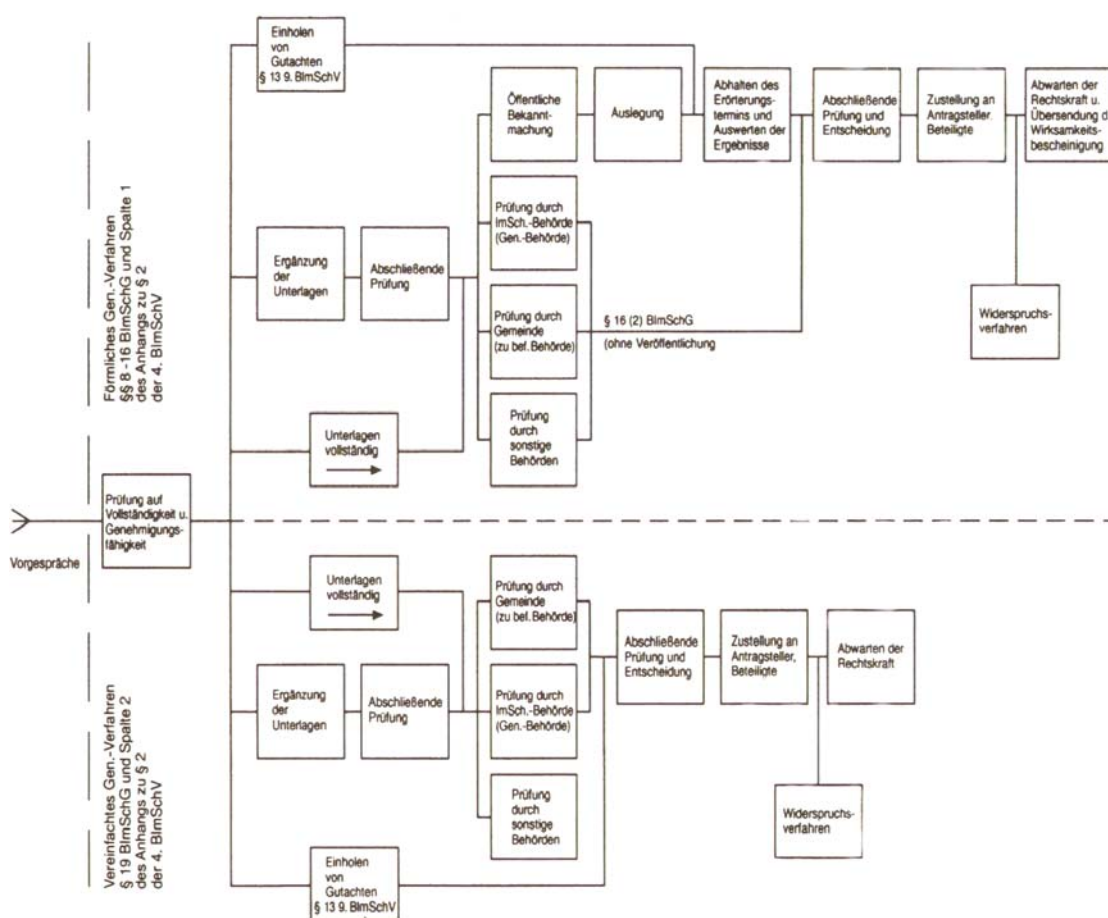 Einholen
von
Gutachten
§ 13 9. BImSchV
Öffentliche
Bekannt-
machung
Auslegung
Abhalten des
Erörterungs-
termins und
Auswerten der
Ergebnisse
Abschließende
Prüfung und
Entscheidung
Zustellung an
Antragsteller,
Beteiligte
Abwarten der
Rechtskraft u.
Übersendung d
Wirksamkeits-
bescheinigung
Förmliches Gen.-Verfahren
§§ 8 -16 BImSchG und Spalte 1
des Anhangs zu § 2
der 4. BImSchV
Ergänzung
der
Unterlagen
Abschließende
Prüfung
Prüfung durch
ImSch.-Behörde
(Gen.-Behörde)
Prüfung durch
Gemeinde
(zu bef. Behörde)
§ 16 (2) BImSchG
(ohne Veröffentlichung
Widerspruchs-
verfahren
Unterlagen
vollständig
Prüfung
durch
sonstige
Behörden
Prüfung auf
Vollständigkeit u.
Genehmigungs-
fähigkeit
Vorgespräche
Vereinfachtes Gen.-Verfahren
§ 19 BImSchG und Spalte 2
des Anhangs zu § 2
der 4. BImSchV
Unterlagen
vollständig
Prüfung durch
Gemeinde
(zu bef. Behörde)
Ergänzung
der
Unterlagen
Abschließende
Prüfung
Prüfung durch
ImSch.-Behörde
(Gen.-Behörde)
Abschließende
Prüfung und
Entscheidung
Zustellung an
Antragsteller,
Beteiligte
Abwarten der
Rechtskraft
Prüfung
durch
sonstige
Behörden
Widerspruchs-
verfahren
Einholen
von
Gutachten
§ 13 9. BImSchV